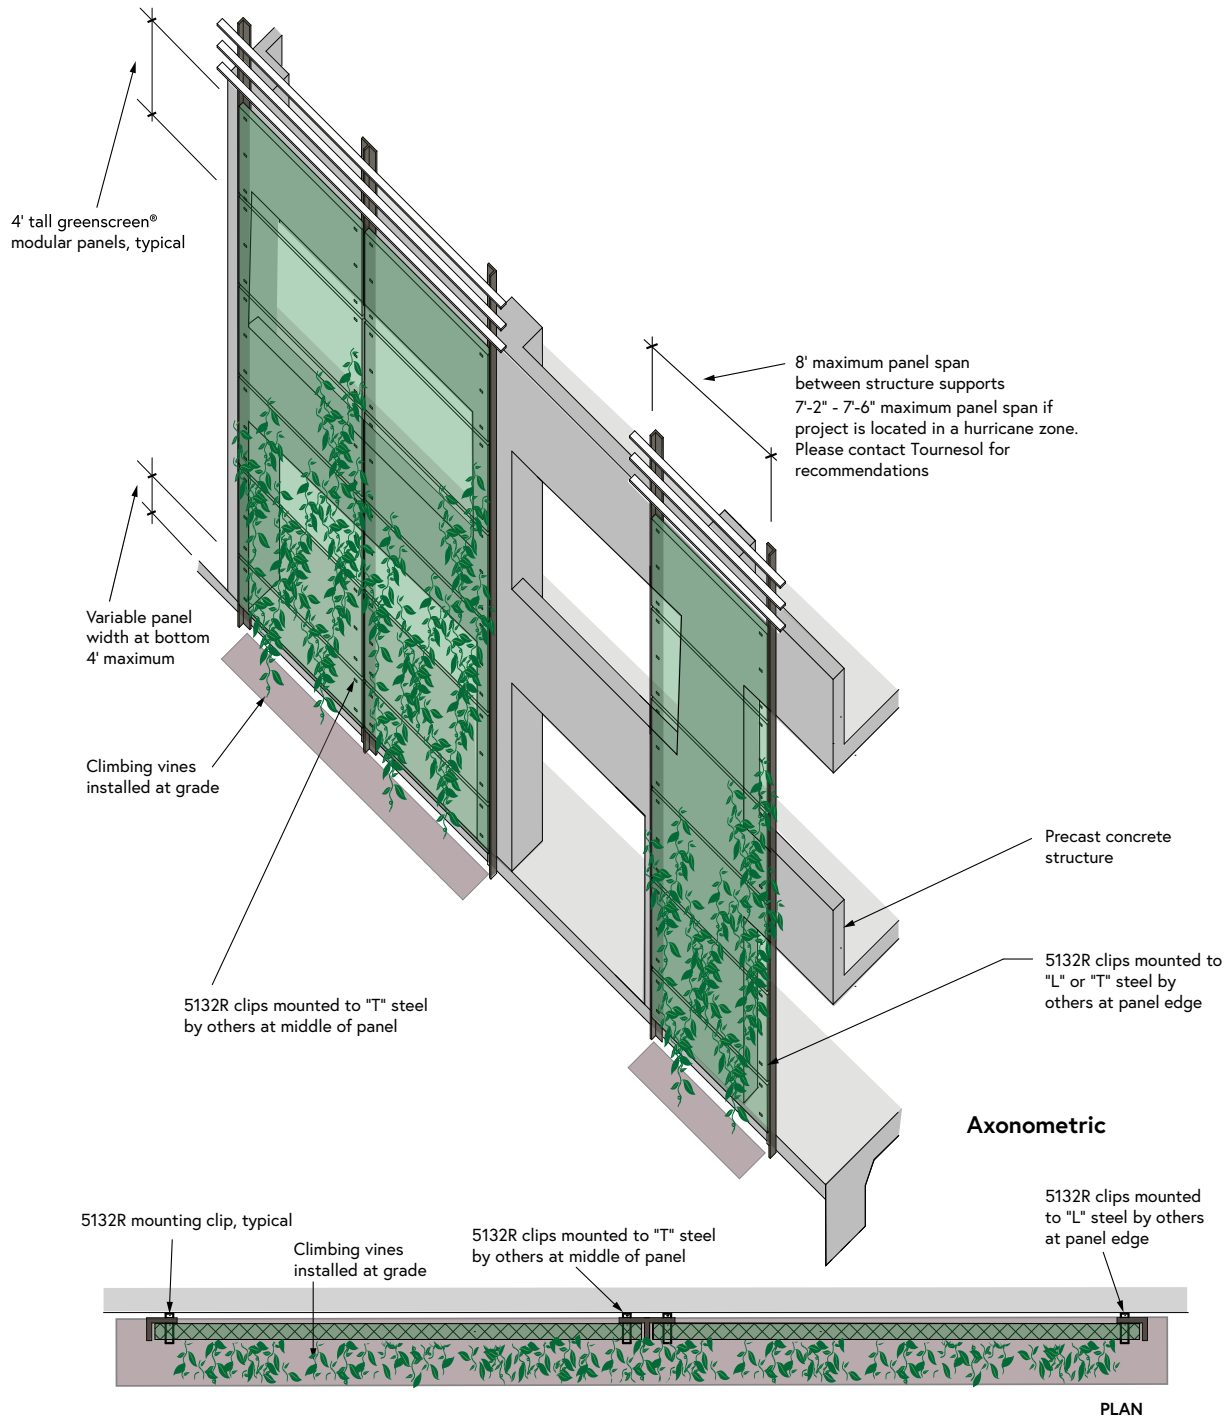 4' tall greenscreen®
modular panels, typical
8' maximum panel span
between structure supports
7'-2" - 7'-6" maximum panel span if
project is located in a hurricane zone.
Please contact Tournesol for
recommendations
Variable panel
width at bottom
4' maximum
Climbing vines
installed at grade
Precast concrete
structure
5132R clips mounted to
"L" or "T" steel by
others at panel edge
5132R clips mounted to "T" steel
by others at middle of panel
Axonometric
5132R mounting clip, typical
Climbing vines
installed at grade
5132R clips mounted to "T" steel
by others at middle of panel
5132R clips mounted
to "L" steel by others
at panel edge
PLAN